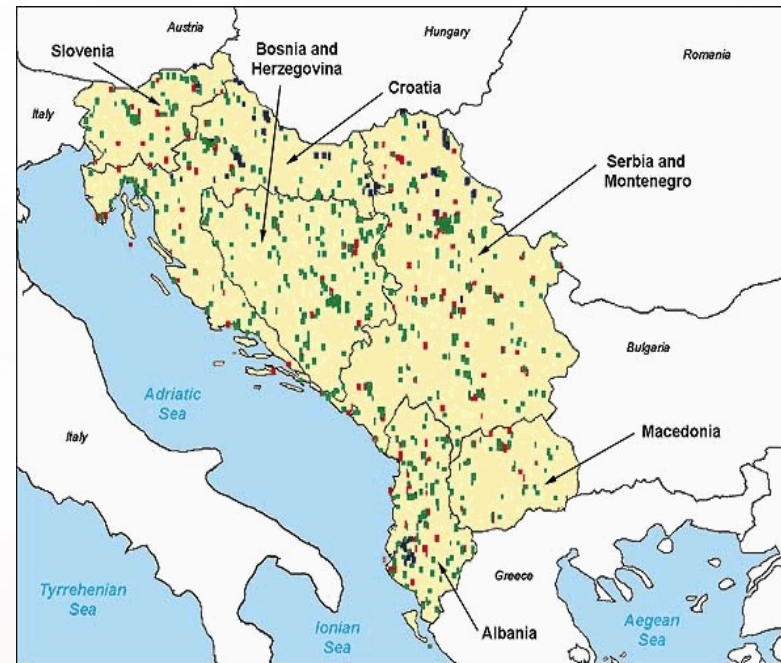 Austria
Hungary
Romania
Slovenia
Bosnia and
Herzegovina
Croatia
Italy
Serbia and
Montenegro
Bulgaria
Adriatic
Sea
Italy
Macedonia
Greece
Tyrrehenian
Sea
Ionian
Sea
Albania
Aegean
Sea